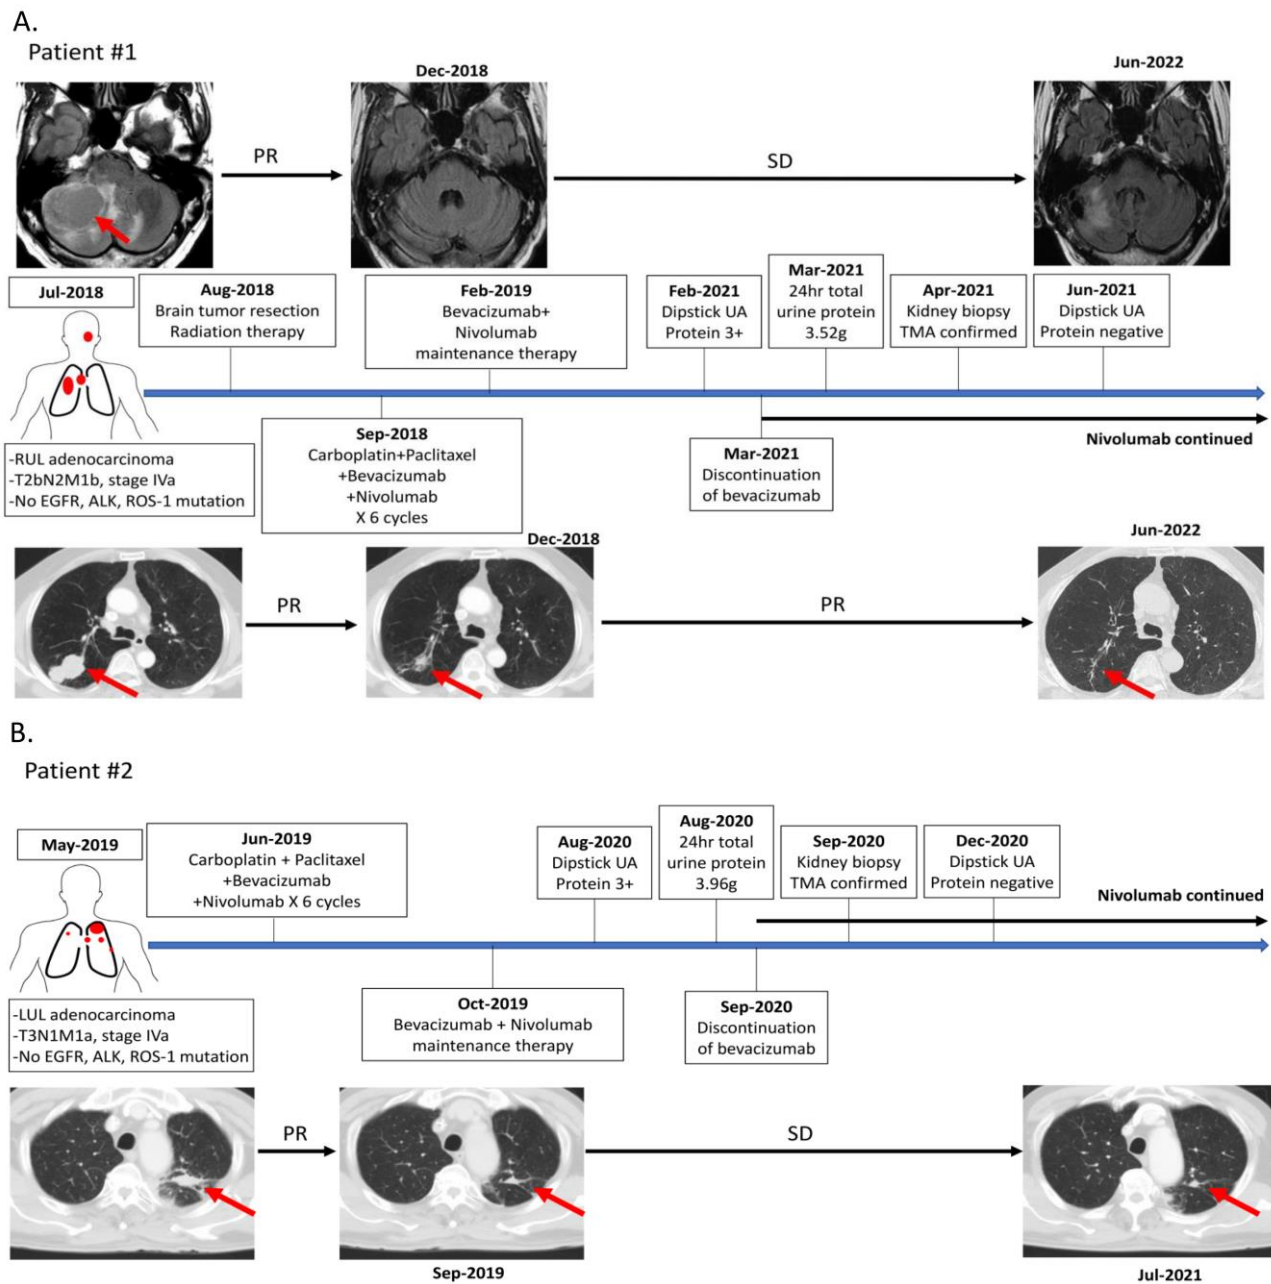 A.
Patient #1
Dec-2018
Jun-2022
PR
SD
Jul-2018
Aug-2018
Brain tumor resection
Radiation therapy
Feb-2019
Bevacizumab+
Nivolumab
maintenance therapy
Feb-2021
Dipstick UA
Protein 3+
Mar-2021
24hr total
urine protein
3.52g
Apr-2021
Kidney biopsy
TMA confirmed
Jun-2021
Dipstick UA
Protein negative
-RUL adenocarcinoma
-T2bN2M1b, stage IVa
-No EGFR, ALK, ROS-1 mutation
Sep-2018
Carboplatin+Paclitaxel
+Bevacizumab
+Nivolumab
X 6 cycles
Mar-2021
Discontinuation
of bevacizumab
Nivolumab continued
Dec-2018
Jun-2022
PR
PR
B.
Patient #2
May-2019
Jun-2019
Carboplatin + Paclitaxel
+Bevacizumab
+Nivolumab X 6 cycles
Aug-2020
Dipstick UA
Protein 3+
Aug-2020
24hr total
urine protein
3.96g
Sep-2020
Kidney biopsy
TMA confirmed
Dec-2020
Dipstick UA
Protein negative
Nivolumab continued
-LUL adenocarcinoma
-T3N1M1a, stage IVa
-No EGFR, ALK, ROS-1 mutation
Oct-2019
Bevacizumab + Nivolumab
maintenance therapy
Sep-2020
Discontinuation
of bevacizumab
PR
SD
Sep-2019
Jul-2021